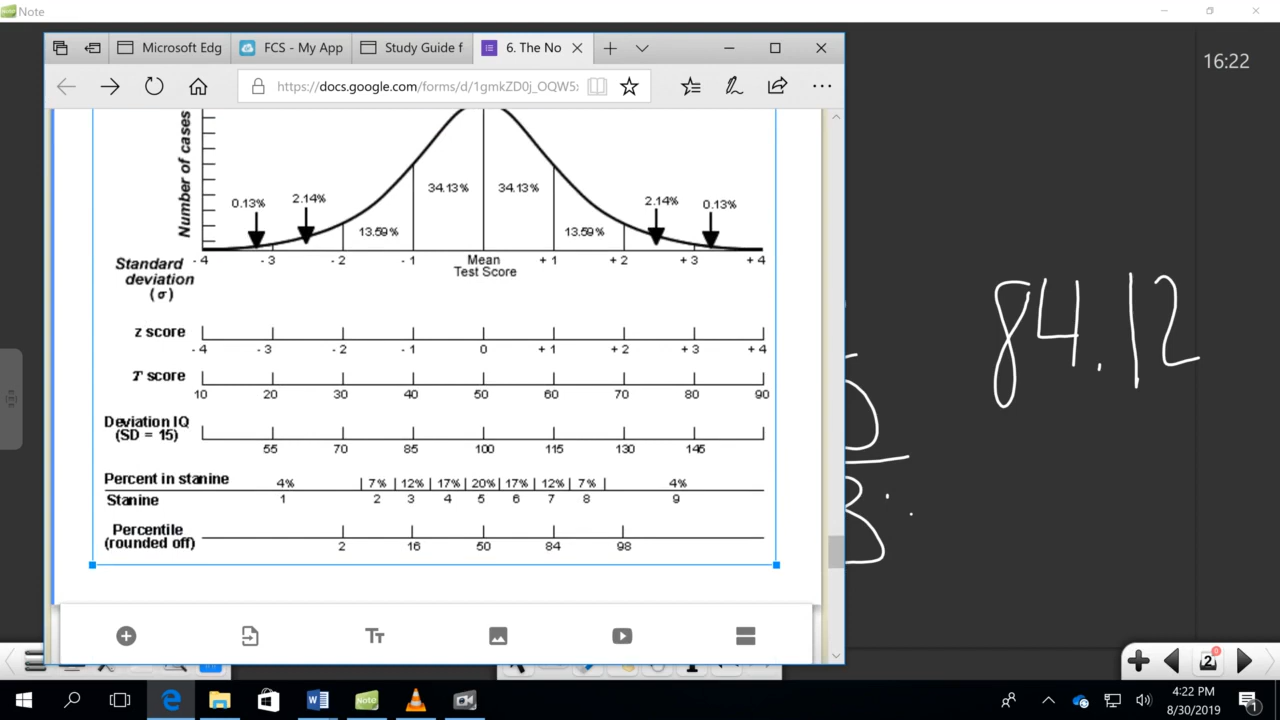 Note
16:22
Microsoft Edg
FCS - My App
Study Guide f
6. The No
https://docs.google.com/forms/d/1gmkZD0j_OQW5
Number of cases
0.13%
2.14%
13.59%
34.13%
34.13%
13.59%
2.14%
0.13%
Standard deviation (σ)
- 4 - 3 - 2 - 1 Mean Test Score + 1 + 2 + 3 + 4
z score
- 4 - 3 - 2 - 1 0 + 1 + 2 + 3 + 4
T score
10 20 30 40 50 60 70 80 90
Deviation IQ
(SD = 15)
55 70 85 100 115 130 145
Percent in stanine 4% 7% 12% 17% 20% 17% 12% 7% 4%
Stanine 1 2 3 4 5 6 7 8 9
Percentile
(rounded off)
2 16 50 84 98
84.12
Tт
2
Note
4:22 PM
8/30/2019
1